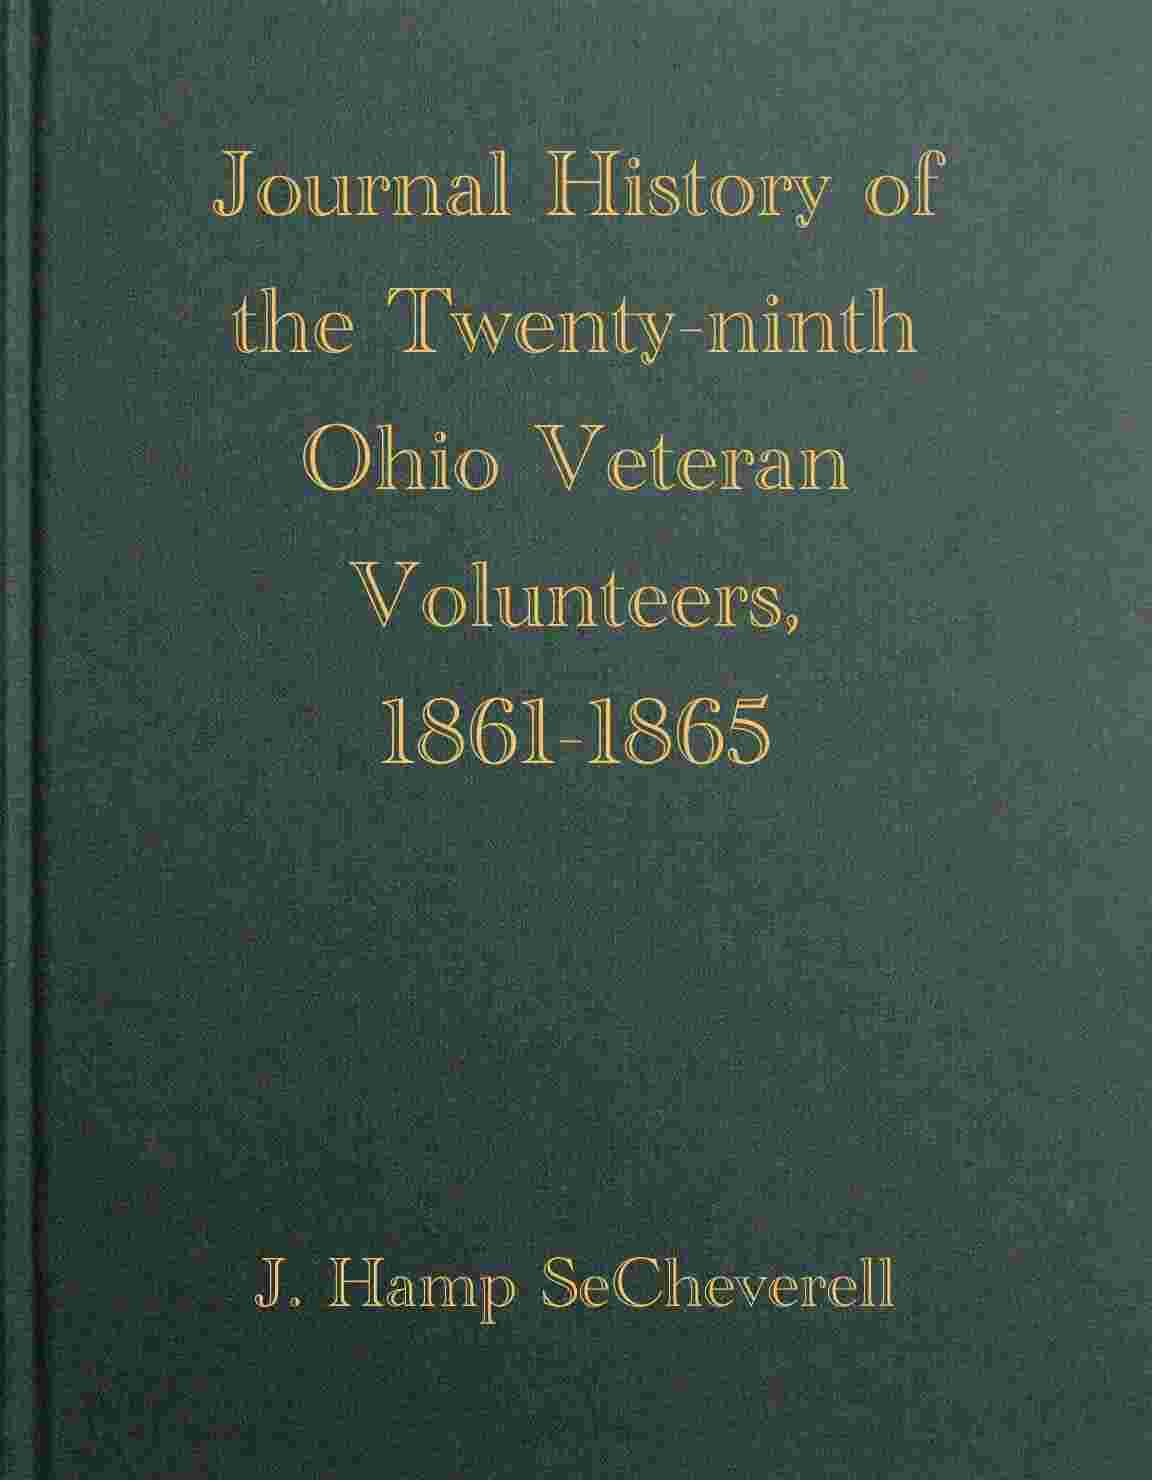 Journal History of
the Twenty-ninth
Ohio Veteran
Volunteers,
1861-1865
J. Hamp SeCheverell